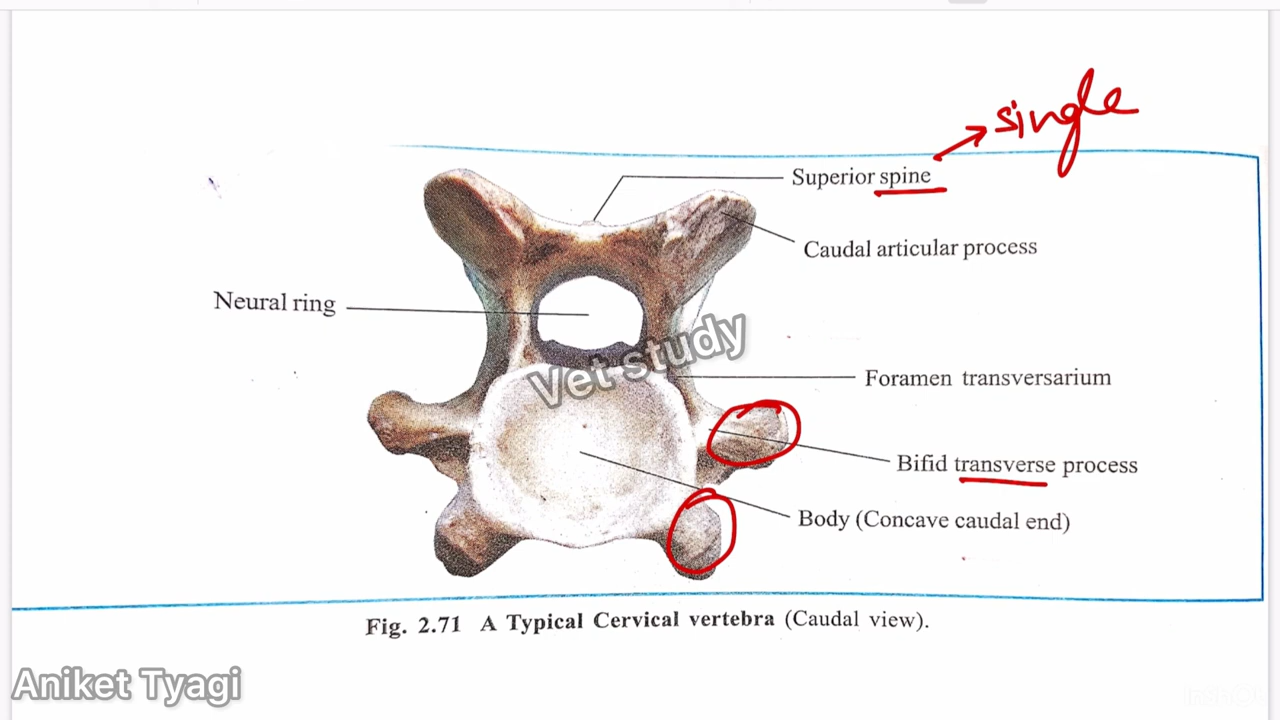 single
Superior spine
Caudal articular process
Neural ring
Vet study
Foramen transversarium
Bifid transverse process
Body (Concave caudal end)
Fig. 2.71 A Typical Cervical vertebra (Caudal view).
Aniket Tyagi